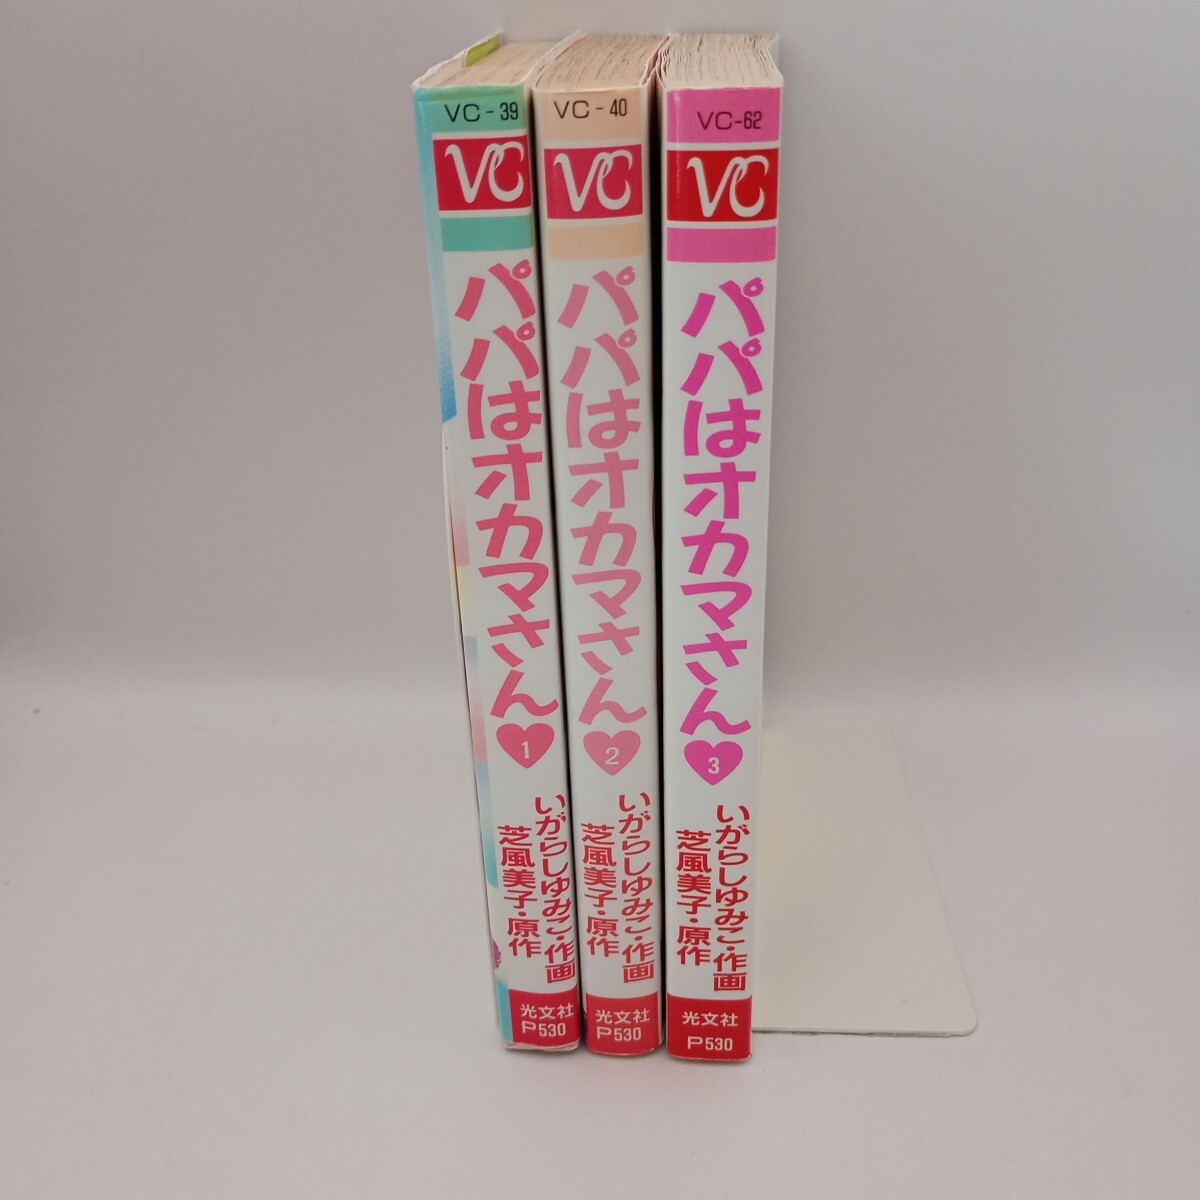 VC-39
VC
パパはオカマさん
1
いがらしゆみこ・作画
芝風美子・原作
光文社
P530
VC-40
VC
パパはオカマさん
2
いがらしゆみこ・作画
芝風美子・原作
光文社
P530
VC-62
VC
パパはオカマさん
3
いがらしゆみこ・作画
芝風美子・原作
光文社
P530